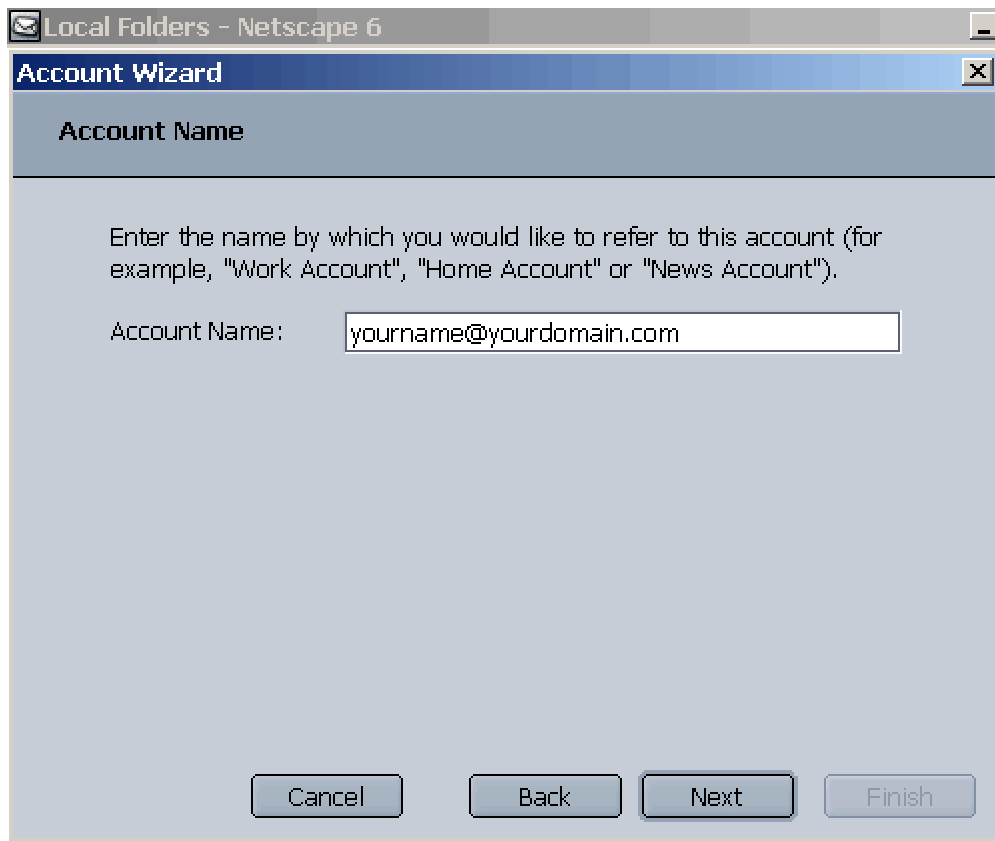 Local Folders - Netscape 6
Account Wizard
Account Name
Enter the name by which you would like to refer to this account (for
example, "Work Account", "Home Account" or "News Account").
Account Name: yourname@yourdomain.com
Cancel Back Next Finish